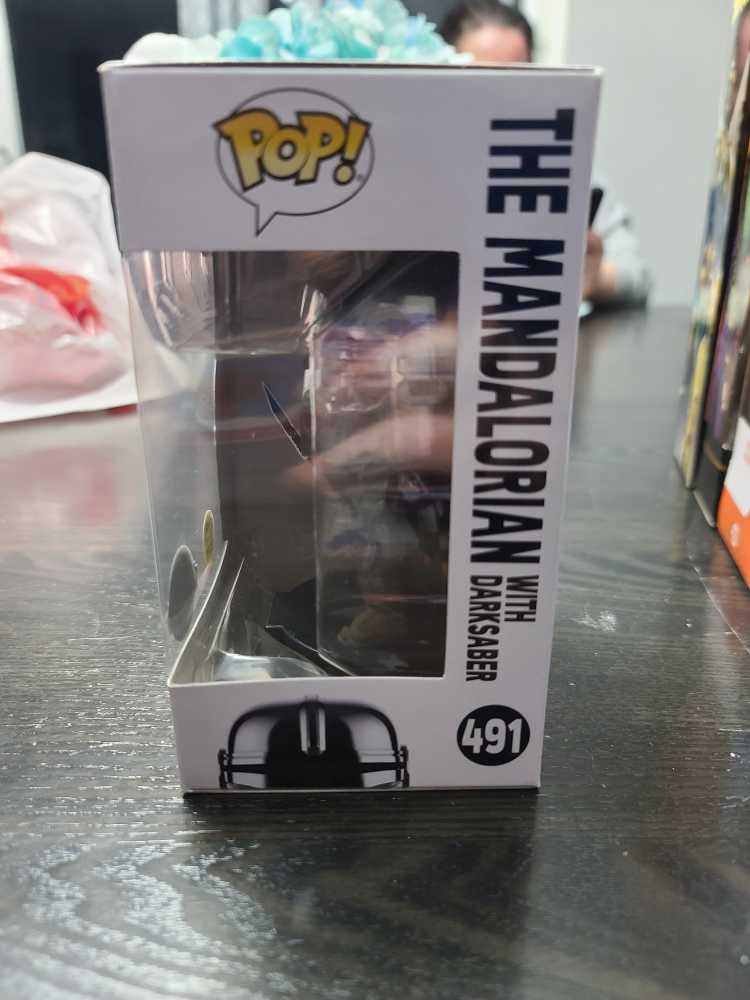 POP!
THE MANDALORIAN
WITH
DARKSABER
491